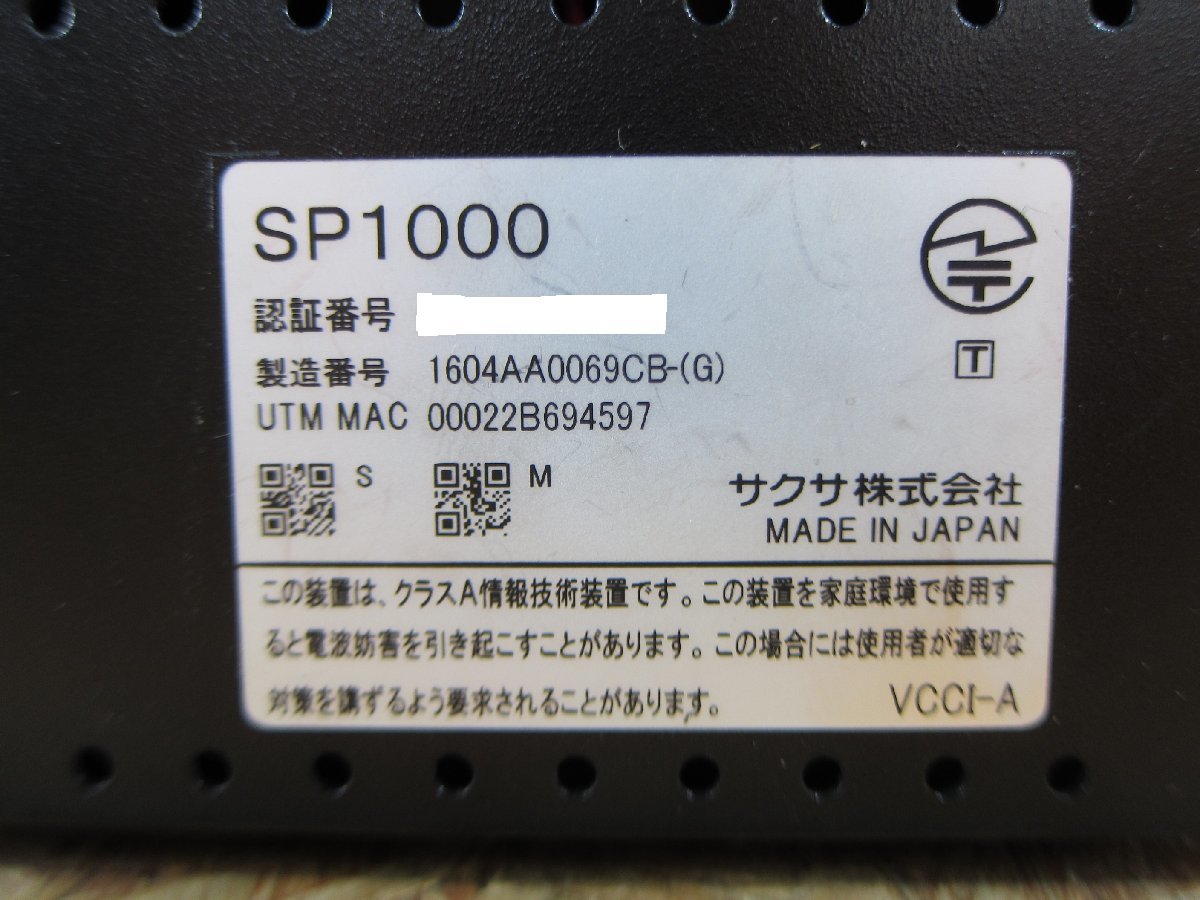 SP1000
認証番号
製造番号 1604AA0069CB-(G)
UTM MAC 00022B694597
S M
サクサ株式会社
MADE IN JAPAN
T
この装置は、クラスA情報技術装置です。この装置を家庭環境で使用す
ると電波妨害を引き起こすことがあります。この場合には使用者が適切な
対策を講ずるよう要求されることがあります。
VCCI-A